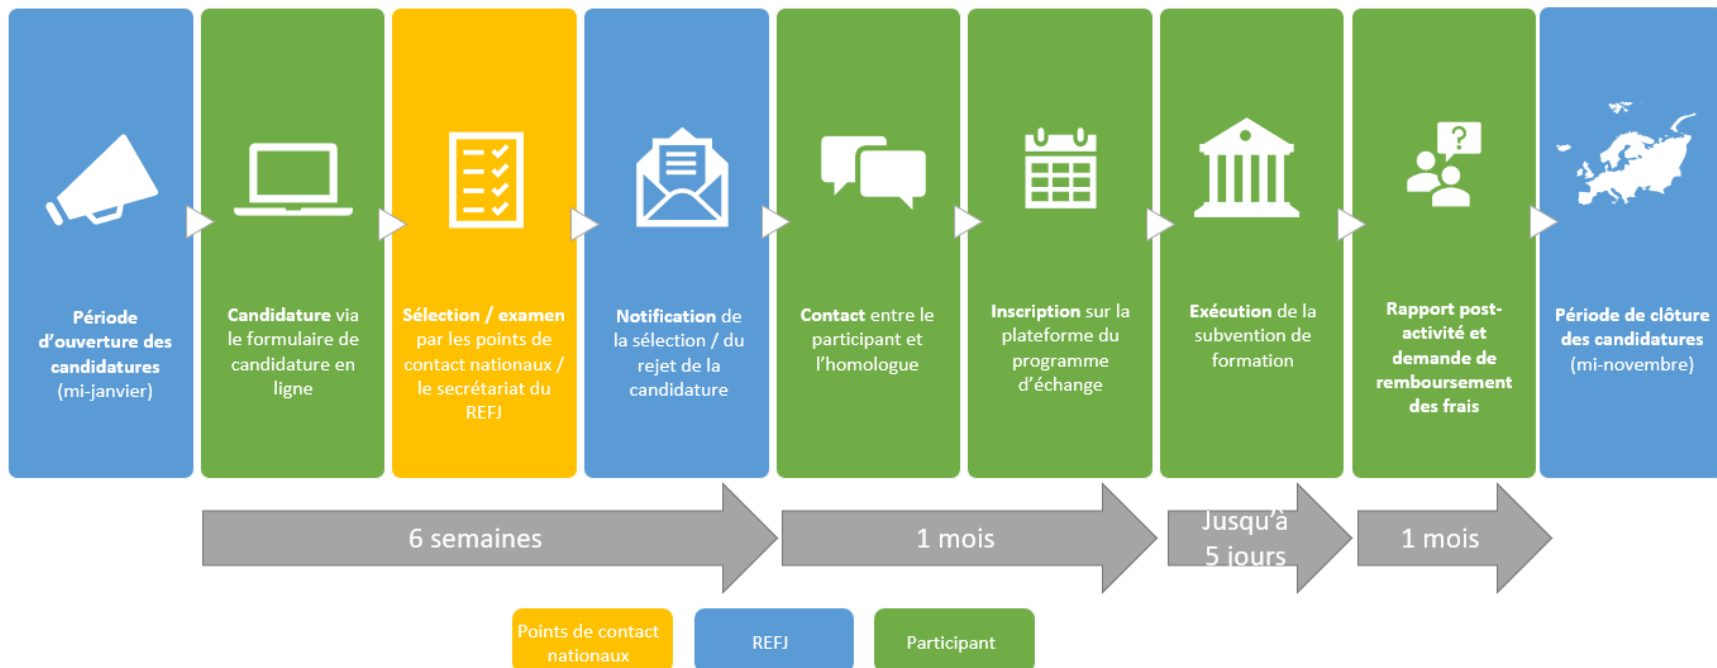 Période
d’ouverture des
candidatures
(mi-janvier)
Candidature via
le formulaire de
candidature en
ligne
Sélection / examen
par les points de
contact nationaux /
le secrétariat du
REFJ
Notification de
la sélection / du
rejet de la
candidature
Contact entre le
participant et
l’homologue
Inscription sur la
plateforme du
programme
d’échange
Exécution de la
subvention de
formation
?
Rapport post-
activité et
demande de
remboursement
des frais
Période de clôture
des candidatures
(mi-novembre)
6 semaines
1 mois
Jusqu’à
5 jours
1 mois
Points de contact
nationaux
REFJ
Participant